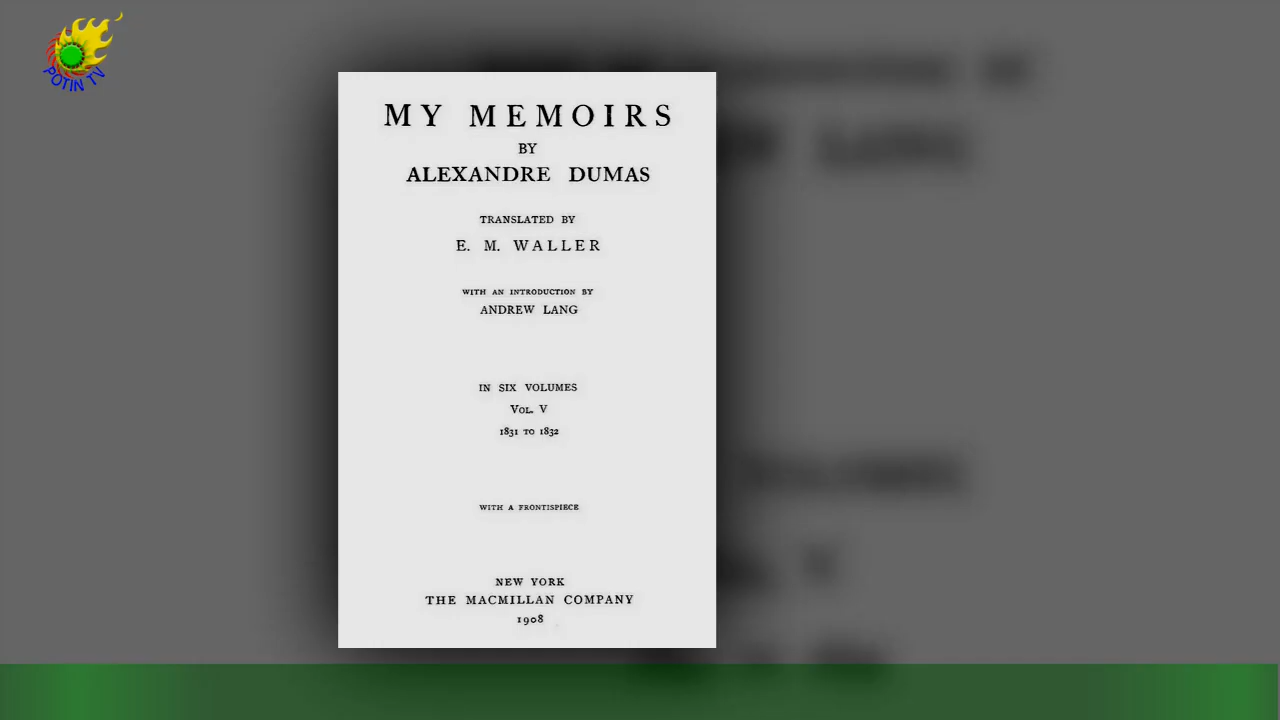 POTIN TV
MY MEMOIRS
BY
ALEXANDRE DUMAS
TRANSLATED BY
E. M. WALLER
WITH AN INTRODUCTION BY
ANDREW LANG
IN SIX VOLUMES
VOL. V
1831 TO 1832
WITH A FRONTISPIECE
NEW YORK
THE MACMILLAN COMPANY
1908